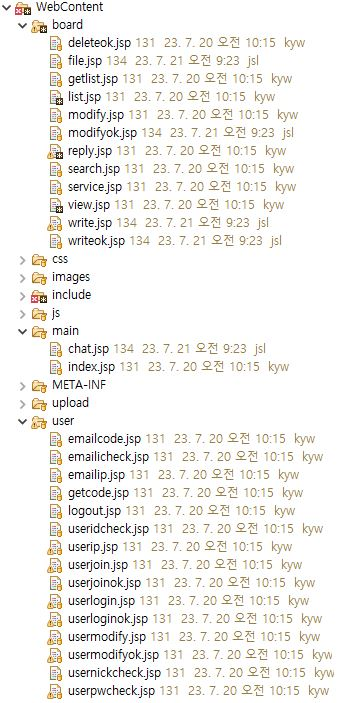 WebContent
board
deleteok.jsp 131 23. 7. 20 오전 10:15 kyw
file.jsp 134 23. 7. 21 오전 9:23 jsl
getlist.jsp 131 23. 7. 20 오전 10:15 kyw
list.jsp 131 23. 7. 20 오전 10:15 kyw
modify.jsp 131 23. 7. 20 오전 10:15 kyw
modifyok.jsp 134 23. 7. 21 오전 9:23 jsl
reply.jsp 131 23. 7. 20 오전 10:15 kyw
search.jsp 131 23. 7. 20 오전 10:15 kyw
service.jsp 131 23. 7. 20 오전 10:15 kyw
view.jsp 131 23. 7. 20 오전 10:15 kyw
write.jsp 134 23. 7. 21 오전 9:23 jsl
writeok.jsp 134 23. 7. 21 오전 9:23 jsl
css
images
include
js
main
chat.jsp 134 23. 7. 21 오전 9:23 jsl
index.jsp 131 23. 7. 20 오전 10:15 kyw
META-INF
upload
user
emailcode.jsp 131 23. 7. 20 오전 10:15 kyw
emailicheck.jsp 131 23. 7. 20 오전 10:15 kyw
emailip.jsp 131 23. 7. 20 오전 10:15 kyw
getcode.jsp 131 23. 7. 20 오전 10:15 kyw
logout.jsp 131 23. 7. 20 오전 10:15 kyw
useridcheck.jsp 131 23. 7. 20 오전 10:15 kyw
userip.jsp 131 23. 7. 20 오전 10:15 kyw
userjoin.jsp 131 23. 7. 20 오전 10:15 kyw
userjoinok.jsp 131 23. 7. 20 오전 10:15 kyw
userlogin.jsp 131 23. 7. 20 오전 10:15 kyw
userloginok.jsp 131 23. 7. 20 오전 10:15 kyw
usermodify.jsp 131 23. 7. 20 오전 10:15 kyw
usermodifyok.jsp 131 23. 7. 20 오전 10:15 kyw
usernickcheck.jsp 131 23. 7. 20 오전 10:15 kyw
userpwcheck.jsp 131 23. 7. 20 오전 10:15 kyw